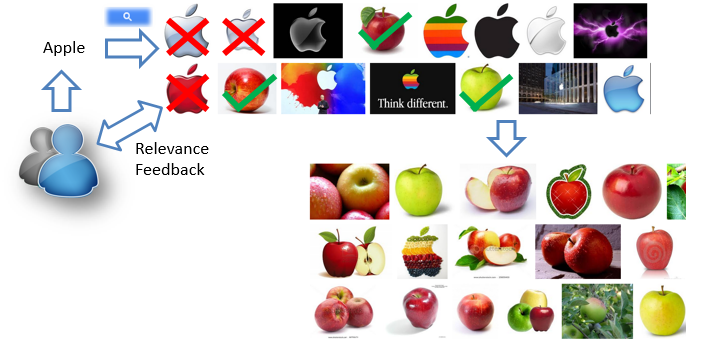 Apple
Think different.
Relevance
Feedback